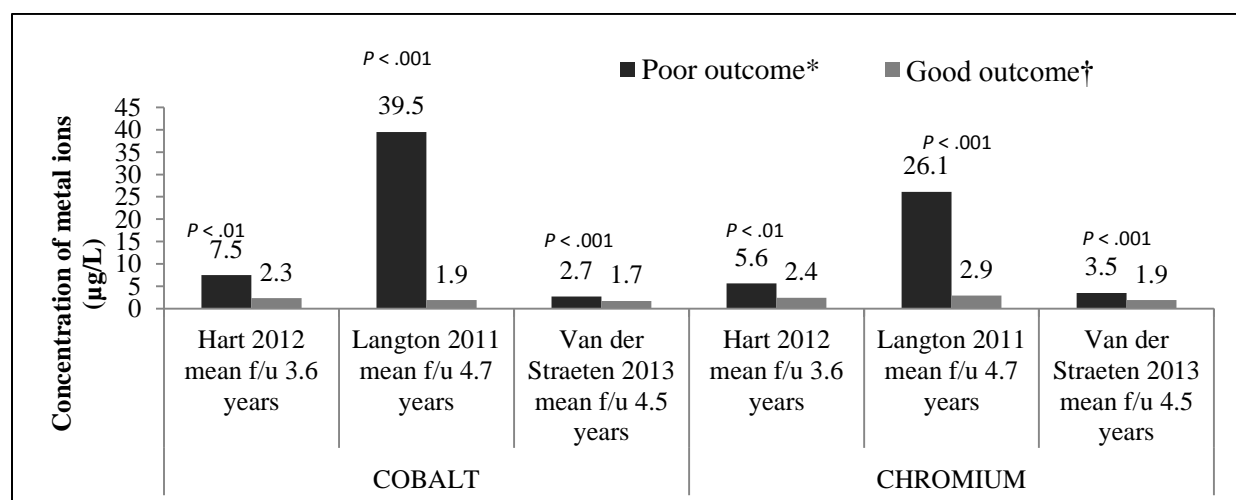 P < .001
Poor outcome*
Good outcome†
Concentration of metal ions
(µg/L)
45
40
35
30
25
20
15
10
5
0
P < .01
7.5
2.3
39.5
1.9
P < .001
2.7
1.7
P < .01
5.6
2.4
P < .001
26.1
2.9
P < .001
3.5
1.9
Hart 2012
mean f/u 3.6
years
Langton 2011
mean f/u 4.7
years
Van der
Straeten 2013
mean f/u 4.5
years
Hart 2012
mean f/u 3.6
years
Langton 2011
mean f/u 4.7
years
Van der
Straeten 2013
mean f/u 4.5
years
COBALT
CHROMIUM